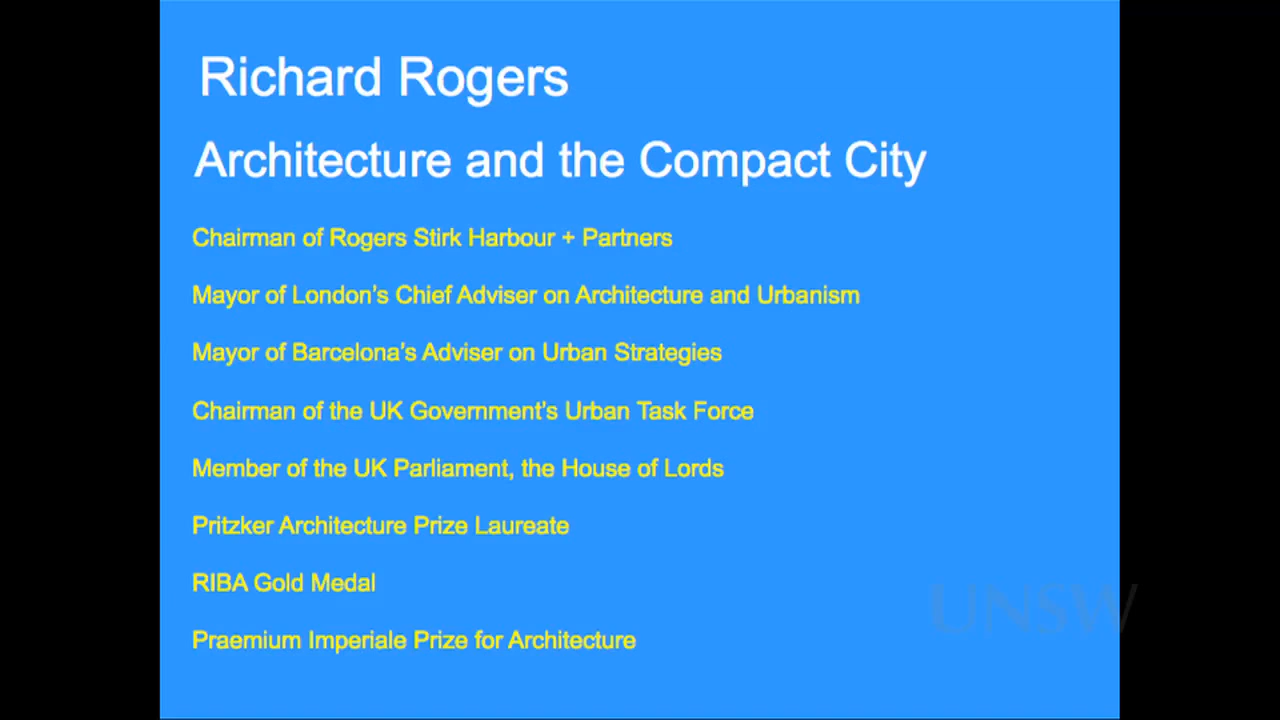 Richard Rogers
Architecture and the Compact City
Chairman of Rogers Stirk Harbour + Partners
Mayor of London’s Chief Adviser on Architecture and Urbanism
Mayor of Barcelona’s Adviser on Urban Strategies
Chairman of the UK Government’s Urban Task Force
Member of the UK Parliament, the House of Lords
Pritzker Architecture Prize Laureate
RIBA Gold Medal
Praemium Imperiale Prize for Architecture
UNSW